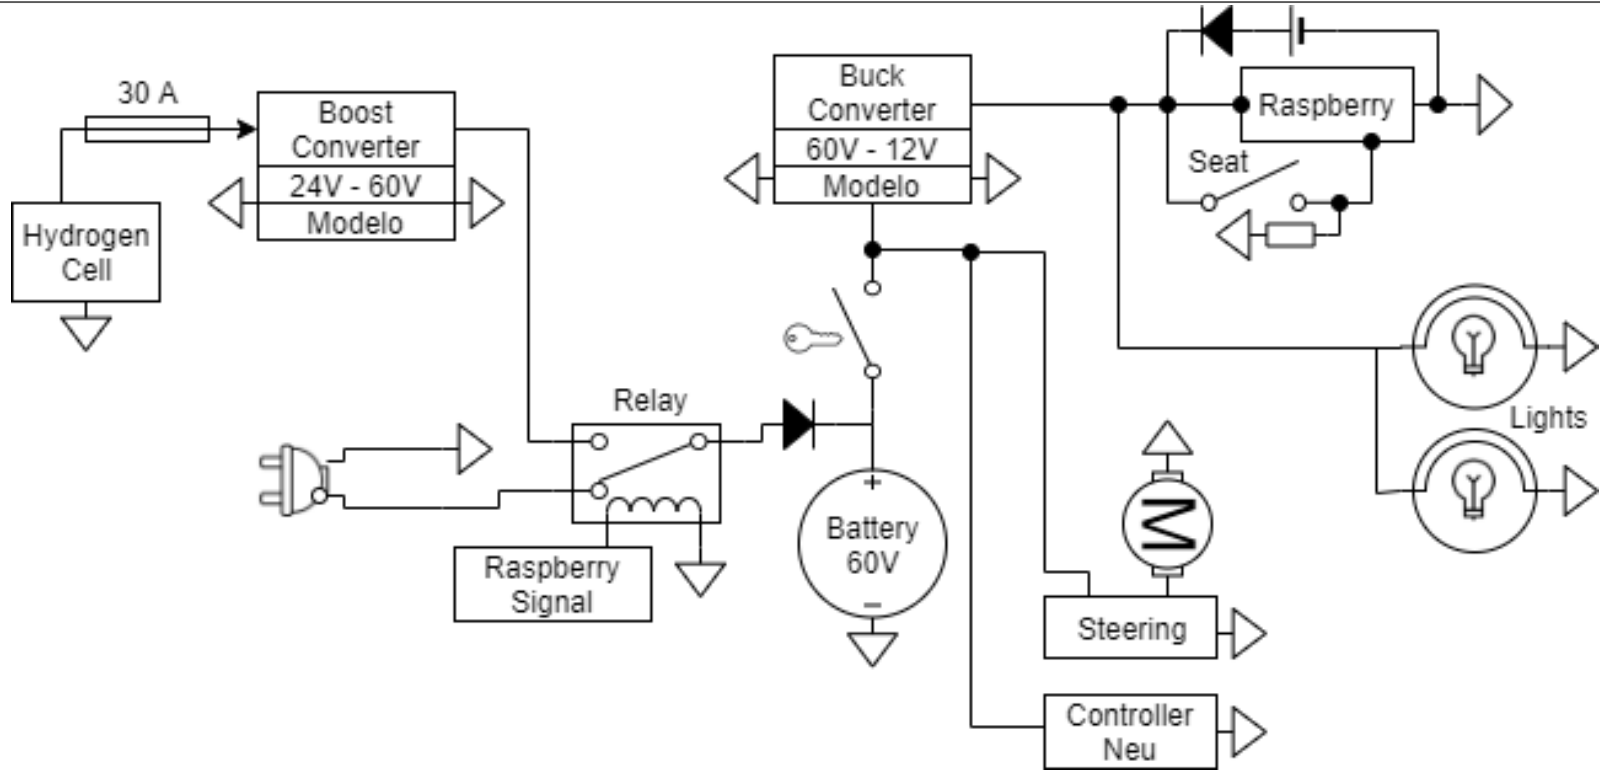 30 A
Boost
Converter
24V - 60V
Modelo
Hydrogen
Cell
Buck
Converter
60V - 12V
Modelo
Raspberry
Seat
Relay
Raspberry
Signal
+
Battery
60V
−
M
Steering
Controller
Neu
Lights